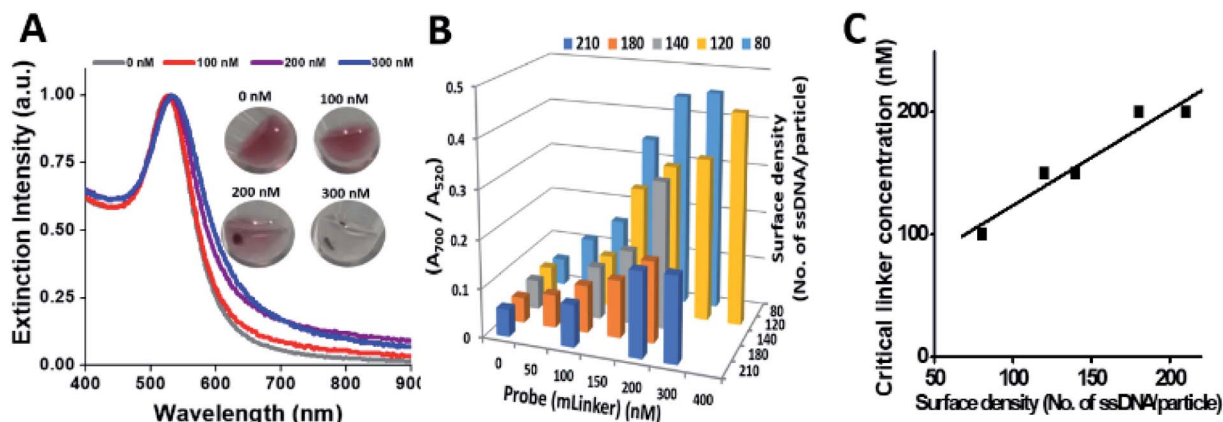 A
0 nM 100 nM 200 nM 300 nM
Extinction Intensity (a.u.)
1.00
0.75
0.50
0.25
0.00
400 500 600 700 800 900
Wavelength (nm)
0 nM
100 nM
200 nM
300 nM
B
210 180 140 120 80
(A700 / A520)
0.5
0.4
0.3
0.2
0.1
0
0 50 100 150 200 300 400
Probe (mLinker) (nM)
80
120
140
180
210
Surface density
(No. of ssDNA/particle)
C
Critical linker concentration (nM)
200
100
0
50 100 150 200
Surface density (No. of ssDNA/particle)